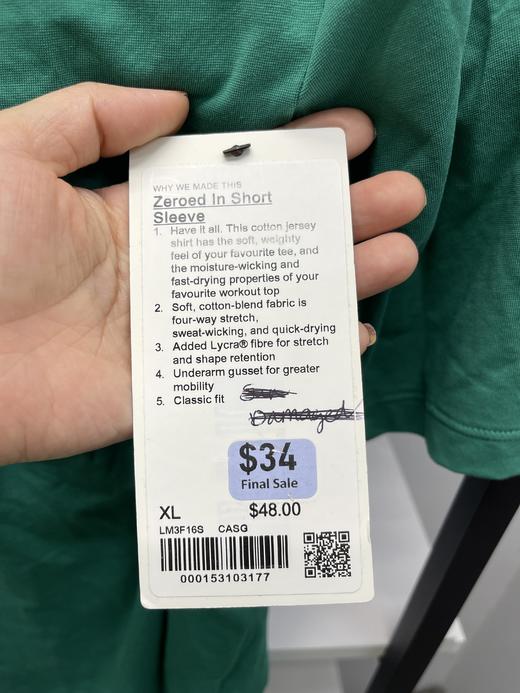 WHY WE MADE THIS
Zeroed In Short
Sleeve
1. Have it all. This cotton jersey
shirt has the soft, weighty
feel of your favourite tee, and
the moisture-wicking and
fast-drying properties of your
favourite workout top
2. Soft, cotton-blend fabric is
four-way stretch,
sweat-wicking, and quick-drying
3. Added Lycra® fibre for stretch
and shape retention
4. Underarm gusset for greater
mobility
5. Classic fit
Damaged
$34
Final Sale
XL $48.00
LM3F16S CASG
000153103177